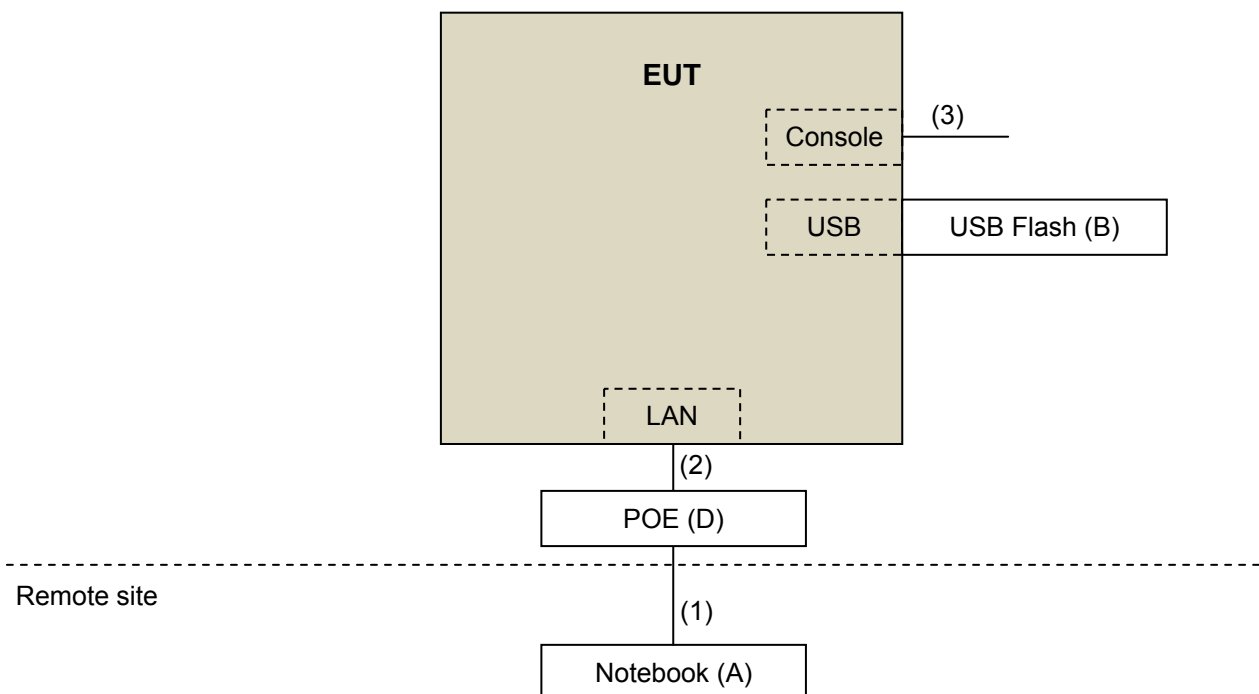 EUT
(3)
Console
USB
USB Flash (B)
LAN
(2)
POE (D)
Remote site
(1)
Notebook (A)